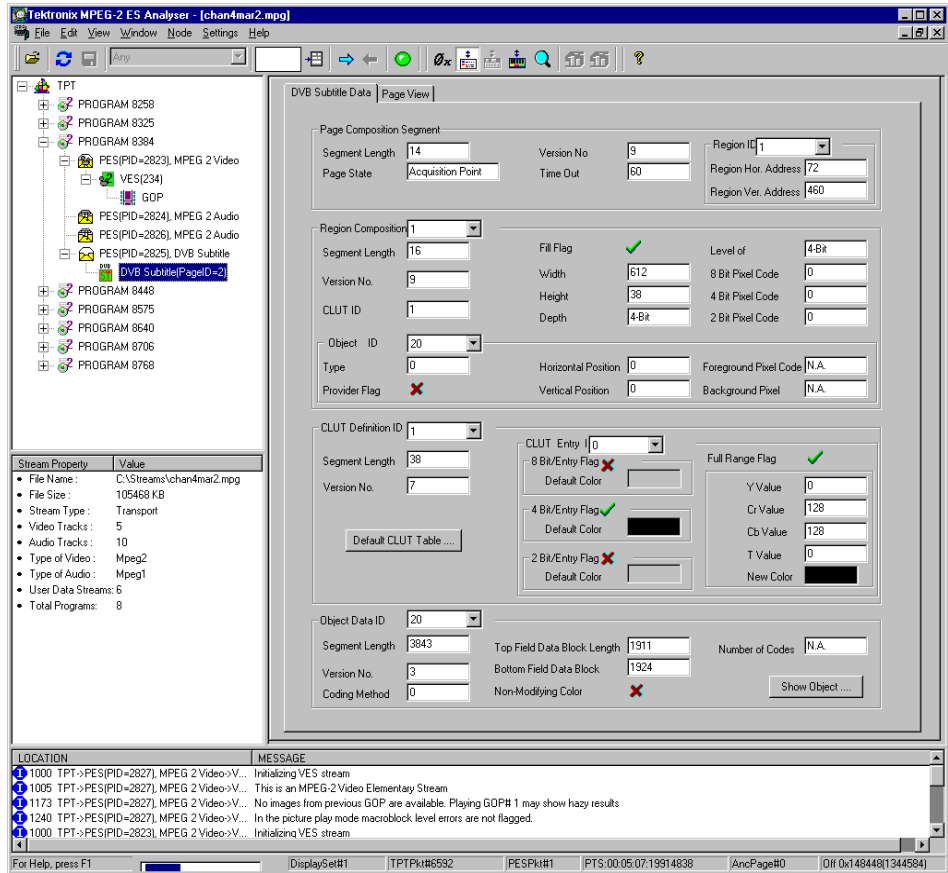 Tektronix MPEG-2 ES Analyser - [chan4mar2.mpg]
File Edit View Window Node Settings Help
Any
TPT
PROGRAM 8258
PROGRAM 8325
PROGRAM 8384
PES(PID=2823), MPEG 2 Video
VES(234)
GOP
PES(PID=2824), MPEG 2 Audio
PES(PID=2826), MPEG 2 Audio
PES(PID=2825), DVB Subtitle
DVB Subtitle(PageID=2)
PROGRAM 8448
PROGRAM 8575
PROGRAM 8640
PROGRAM 8706
PROGRAM 8768
Stream Property Value
File Name : C:\Streams\chan4mar2.mpg
File Size : 105468 KB
Stream Type : Transport
Video Tracks : 5
Audio Tracks : 10
Type of Video : Mpeg2
Type of Audio : Mpeg1
User Data Streams: 6
Total Programs: 8
DVB Subtitle Data Page View
Page Composition Segment
Segment Length 14 Version No 9
Page State Acquisition Point Time Out 60
Region ID 1
Region Hor. Address 72
Region Ver. Address 460
Region Composition 1
Segment Length 16 Fill Flag Level of 4-Bit
Version No. 9 Width 612 8 Bit Pixel Code 0
Height 38 4 Bit Pixel Code 0
CLUT ID 1 Depth 4-Bit 2 Bit Pixel Code 0
Object ID 20
Type 0 Horizontal Position 0 Foreground Pixel Code N.A.
Provider Flag Vertical Position 0 Background Pixel N.A.
CLUT Definition ID 1
Segment Length 38
Version No. 7
Default CLUT Table ....
CLUT Entry I 0
8 Bit/Entry Flag
Default Color
4 Bit/Entry Flag
Default Color
2 Bit/Entry Flag
Default Color
Full Range Flag
Y Value 0
Cr Value 128
Cb Value 128
T Value 0
New Color
Object Data ID 20
Segment Length 3843 Top Field Data Block Length 1911 Number of Codes N.A.
Version No. 3 Bottom Field Data Block 1924
Coding Method 0 Non-Modifying Color Show Object ....
LOCATION MESSAGE
1000 TPT->PES(PID=2827), MPEG 2 Video->V... Initializing VES stream
1005 TPT->PES(PID=2827), MPEG 2 Video->V... This is an MPEG-2 Video Elementary Stream
1173 TPT->PES(PID=2827), MPEG 2 Video->V... No images from previous GOP are available. Playing GOP# 1 may show hazy results
1240 TPT->PES(PID=2827), MPEG 2 Video->V... In the picture play mode macroblock level errors are not flagged.
1000 TPT->PES(PID=2823), MPEG 2 Video->V... Initializing VES stream
For Help, press F1 DisplaySet#1 TPTPkt#6592 PESPkt#1 PTS:00:05:07:19914838 AncPage#0 Off 0x148448(1344584)